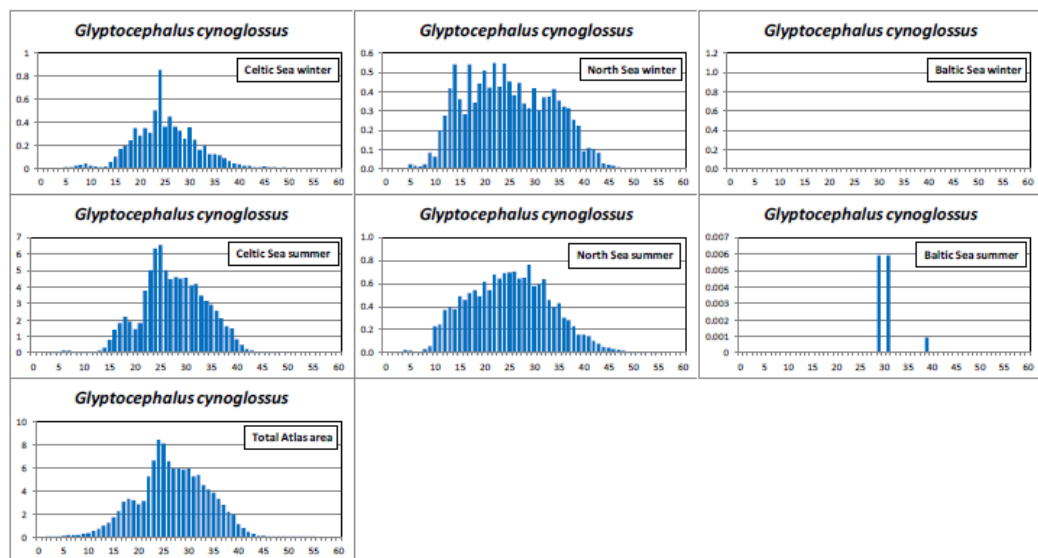 Glyptocephalus cynoglossus
Celtic Sea winter
1
0.8
0.6
0.4
0.2
0
0 5 10 15 20 25 30 35 40 45 50 55 60
Glyptocephalus cynoglossus
North Sea winter
0.6
0.5
0.4
0.3
0.2
0.1
0.0
0 5 10 15 20 25 30 35 40 45 50 55 60
Glyptocephalus cynoglossus
Baltic Sea winter
1.2
1.0
0.8
0.6
0.4
0.2
0.0
0 5 10 15 20 25 30 35 40 45 50 55 60
Glyptocephalus cynoglossus
Celtic Sea summer
7
6
5
4
3
2
1
0
0 5 10 15 20 25 30 35 40 45 50 55 60
Glyptocephalus cynoglossus
North Sea summer
1.0
0.8
0.6
0.4
0.2
0.0
0 5 10 15 20 25 30 35 40 45 50 55 60
Glyptocephalus cynoglossus
Baltic Sea summer
0.007
0.006
0.005
0.004
0.003
0.002
0.001
0
0 5 10 15 20 25 30 35 40 45 50 55 60
Glyptocephalus cynoglossus
Total Atlas area
10
8
6
4
2
0
0 5 10 15 20 25 30 35 40 45 50 55 60